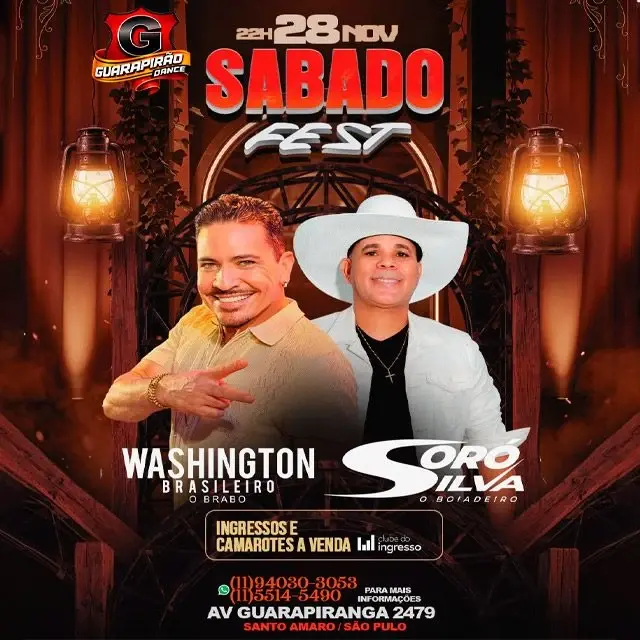 G
GUARAPIRÃO
DANCE
22H 28 NOV
SABADO
FEST
WASHINGTON
BRASILEIRO
O BRABO
SORÓ
SILVA
O BOIADEIRO
INGRESSOS E
CAMAROTES A VENDA
clube do
ingresso
(11)94030-3053
(11)5514-5490
PARA MAIS
INFORMAÇÕES
AV GUARAPIRANGA 2479
SANTO AMARO / SÃO PULO